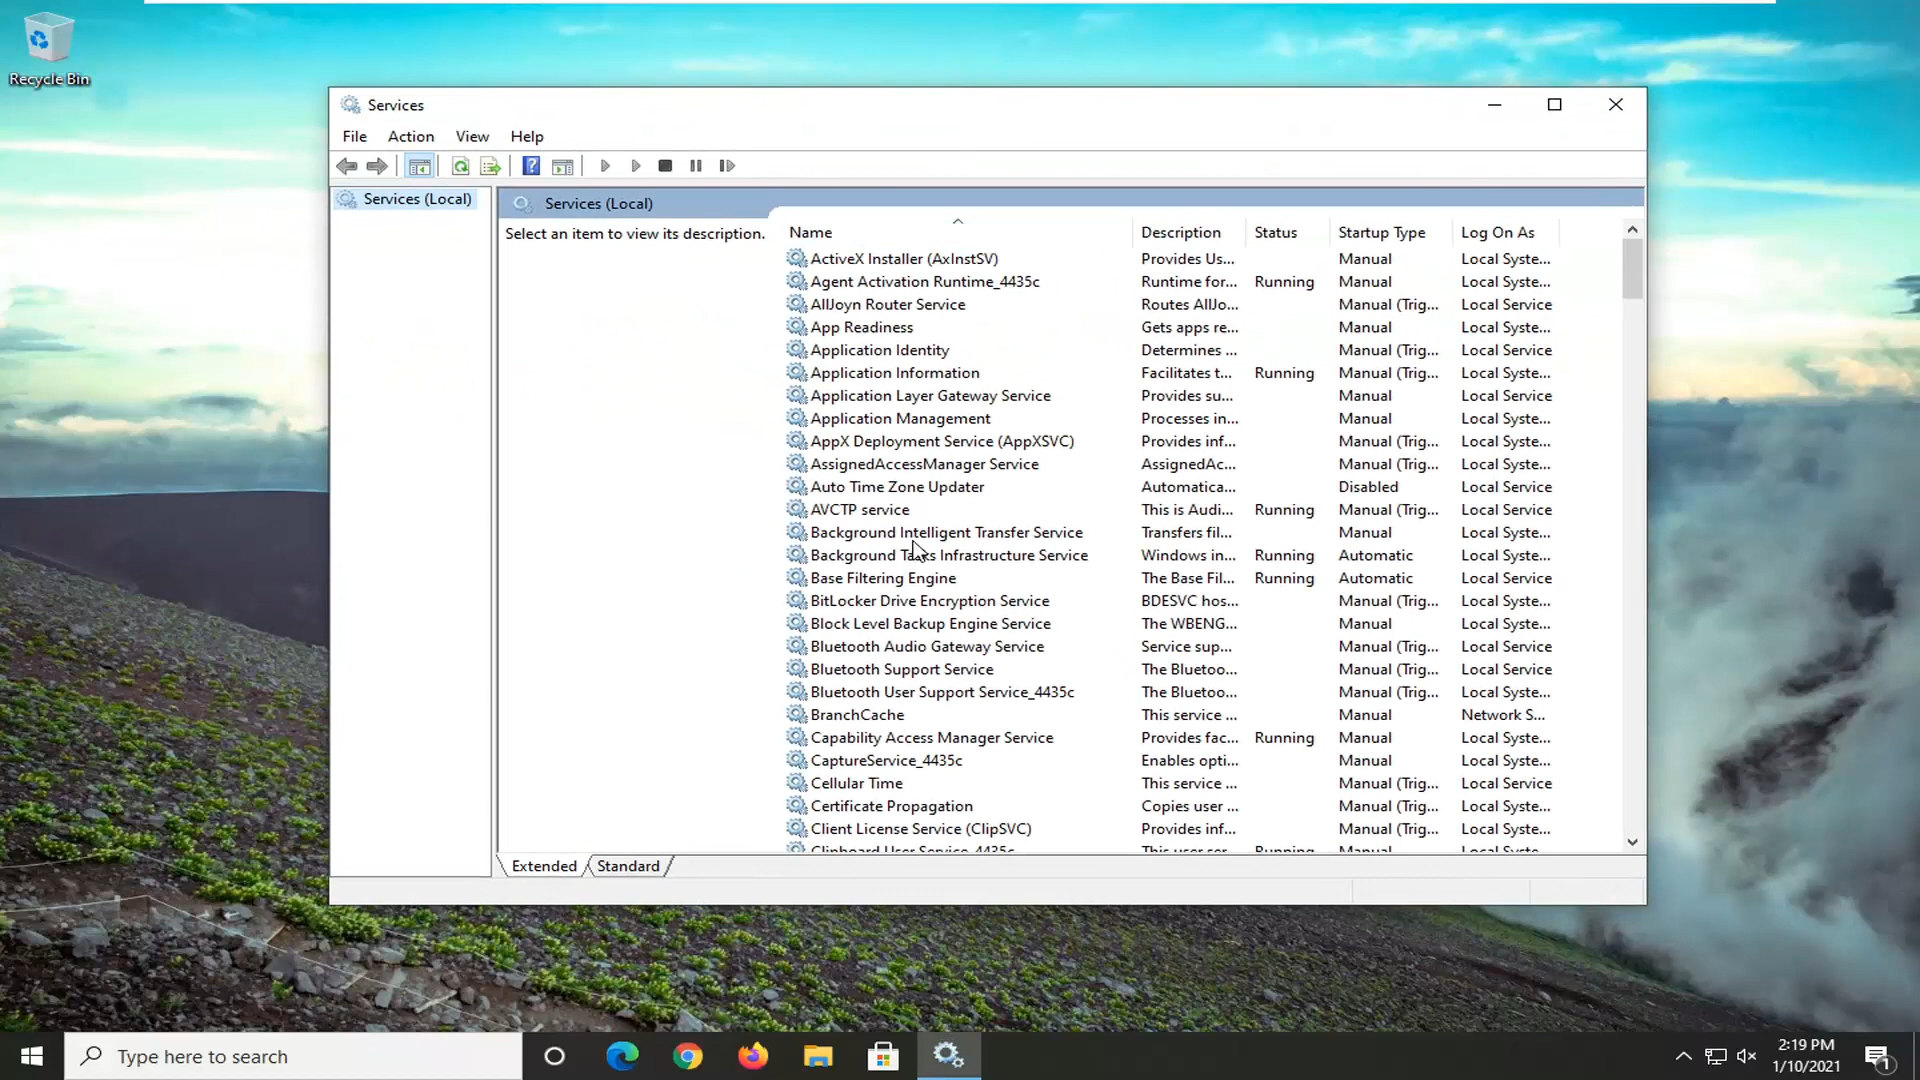 Recycle Bin
Services
File Action View Help
Services (Local)
Services (Local)
Select an item to view its description.
Name Description Status Startup Type Log On As
ActiveX Installer (AxInstSV) Provides Us... Manual Local Syste...
Agent Activation Runtime_4435c Runtime for... Running Manual Local Syste...
AllJoyn Router Service Routes AllJo... Manual (Trig... Local Service
App Readiness Gets apps re... Manual Local Syste...
Application Identity Determines ... Manual (Trig... Local Service
Application Information Facilitates t... Running Manual (Trig... Local Syste...
Application Layer Gateway Service Provides su... Manual Local Service
Application Management Processes in... Manual Local Syste...
AppX Deployment Service (AppXSVC) Provides inf... Manual (Trig... Local Syste...
AssignedAccessManager Service AssignedAc... Manual (Trig... Local Syste...
Auto Time Zone Updater Automatica... Disabled Local Service
AVCTP service This is Audi... Running Manual (Trig... Local Service
Background Intelligent Transfer Service Transfers fil... Manual Local Syste...
Background Tasks Infrastructure Service Windows in... Running Automatic Local Syste...
Base Filtering Engine The Base Fil... Running Automatic Local Service
BitLocker Drive Encryption Service BDESVC hos... Manual (Trig... Local Syste...
Block Level Backup Engine Service The WBENG... Manual Local Syste...
Bluetooth Audio Gateway Service Service sup... Manual (Trig... Local Service
Bluetooth Support Service The Bluetoo... Manual (Trig... Local Service
Bluetooth User Support Service_4435c The Bluetoo... Manual (Trig... Local Syste...
BranchCache This service ... Manual Network S...
Capability Access Manager Service Provides fac... Running Manual Local Syste...
CaptureService_4435c Enables opti... Manual Local Syste...
Cellular Time This service ... Manual (Trig... Local Service
Certificate Propagation Copies user ... Manual (Trig... Local Syste...
Client License Service (ClipSVC) Provides inf... Manual (Trig... Local Syste...
Clipboard User Service_4435c This user ser... Running Manual Local Syste...
Extended Standard
Type here to search
2:19 PM
1/10/2021
1